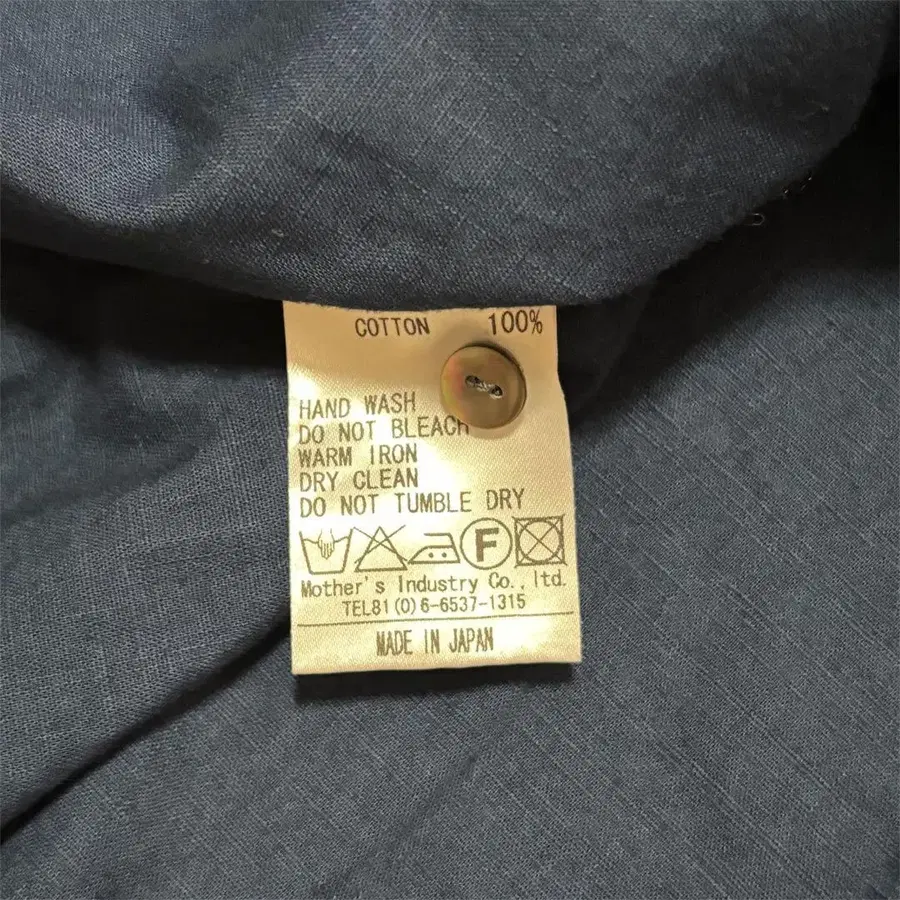 COTTON 100%
HAND WASH
DO NOT BLEACH
WARM IRON
DRY CLEAN
DO NOT TUMBLE DRY
F
Mother's Industry Co., ltd.
TEL81(0)6-6537-1315
MADE IN JAPAN